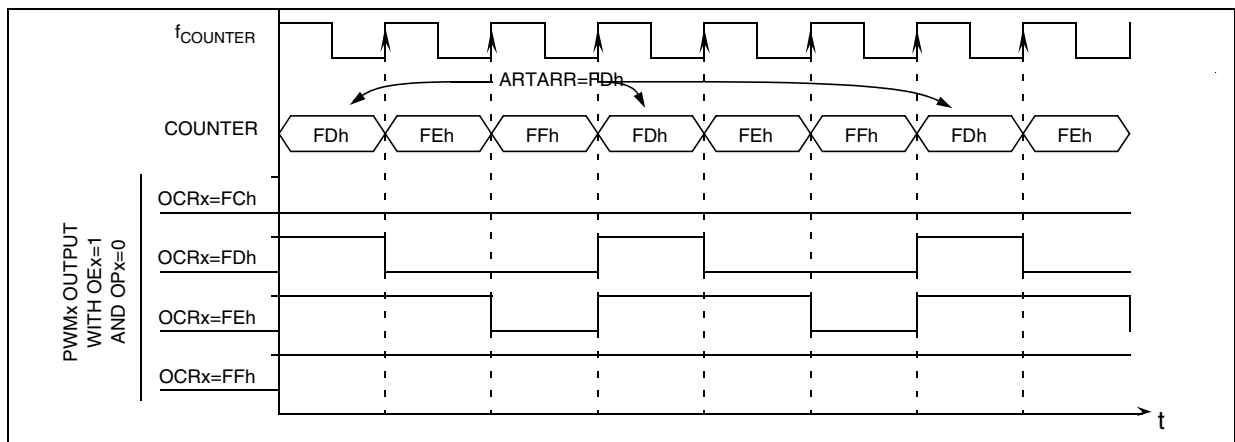 fCOUNTER
ARTARR=FDh
COUNTER
FDh FEh FFh FDh FEh FFh FDh FEh
PWMx OUTPUT
WITH OEx=1
AND OPx=0
OCRx=FCh
OCRx=FDh
OCRx=FEh
OCRx=FFh
t